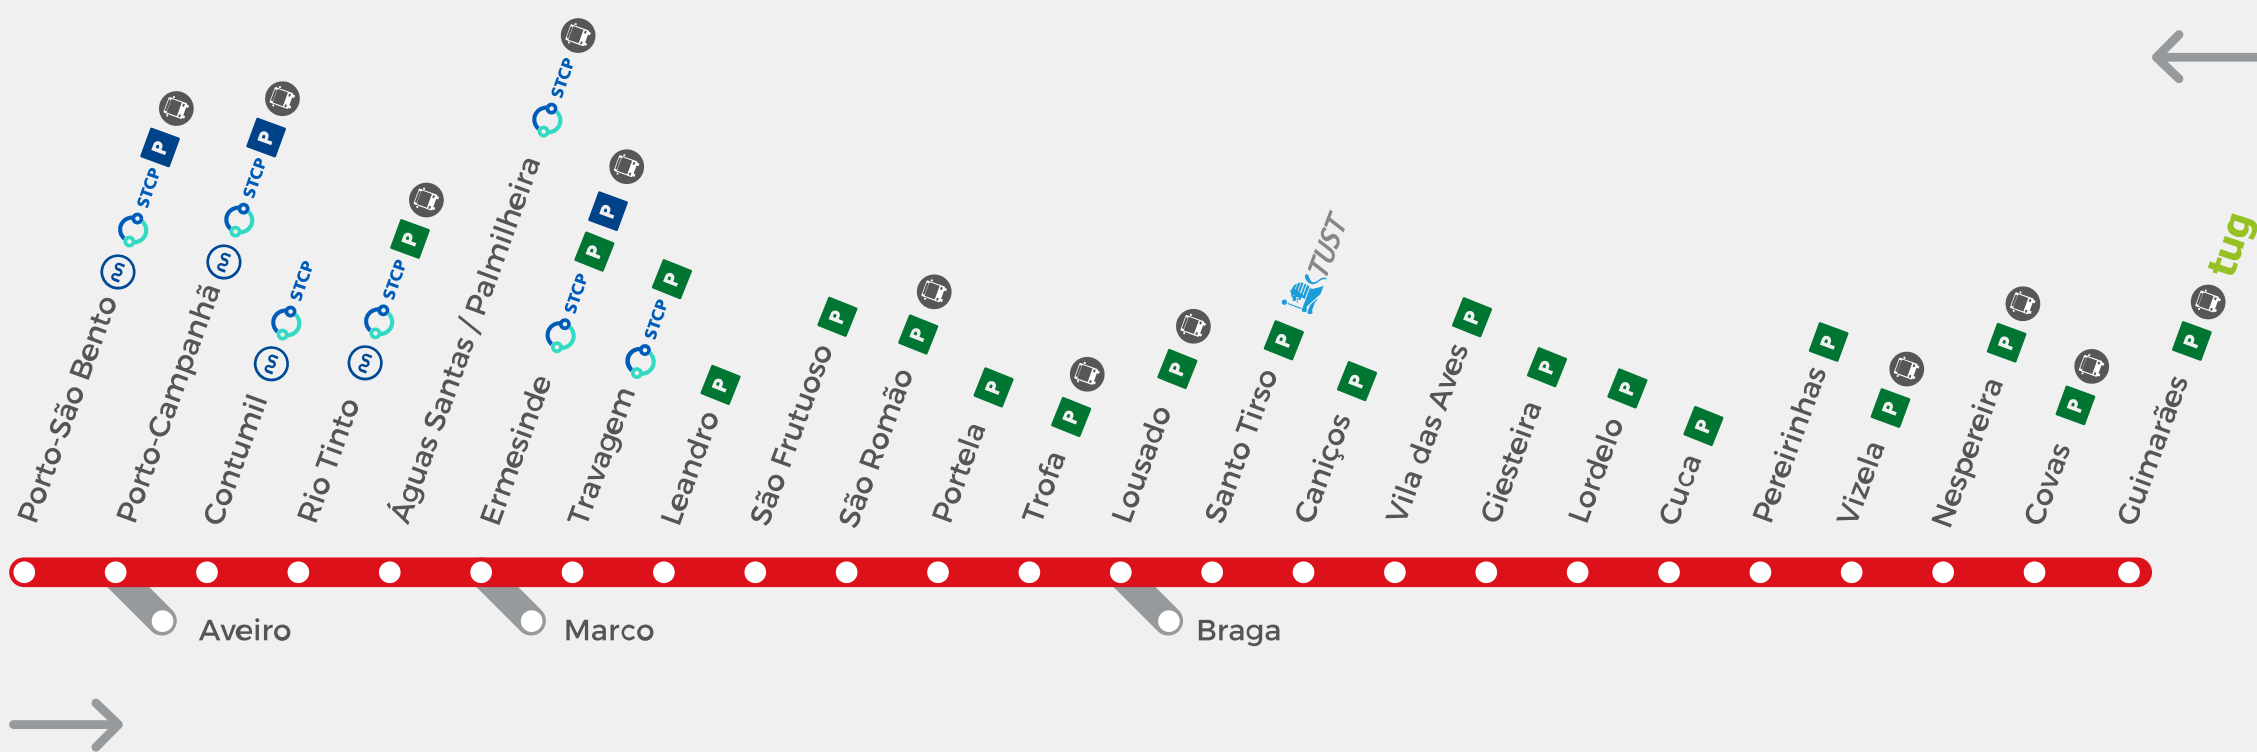 Porto-São Bento STCP P
Porto-Campanhã STCP P
Contumil STCP
Rio Tinto STCP P
Águas Santas / Palmilheira STCP
Ermesinde STCP P P
Travagem STCP P
Leandro P
São Frutuoso P
São Romão P
Portela P
Trofa P
Lousado P
Santo Tirso P TUST
Caniços P
Vila das Aves P
Giesteira P
Lordelo P
Cuca P
Pereirinhas P
Vizela P
Nespereira P
Covas P
Guimarães P tug
Aveiro
Marco
Braga